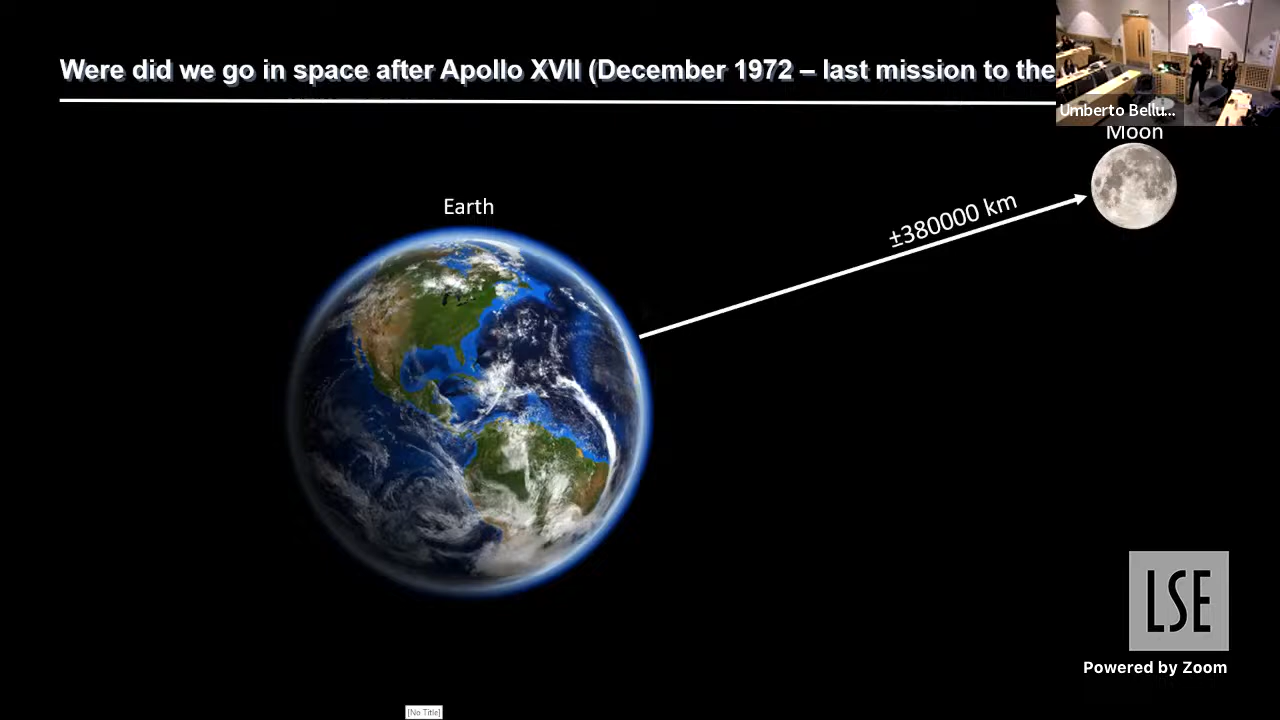 Were did we go in space after Apollo XVII (December 1972 – last mission to the
Umberto Bellu...
Moon
Earth
±380000 km
LSE
Powered by Zoom
[No Title]